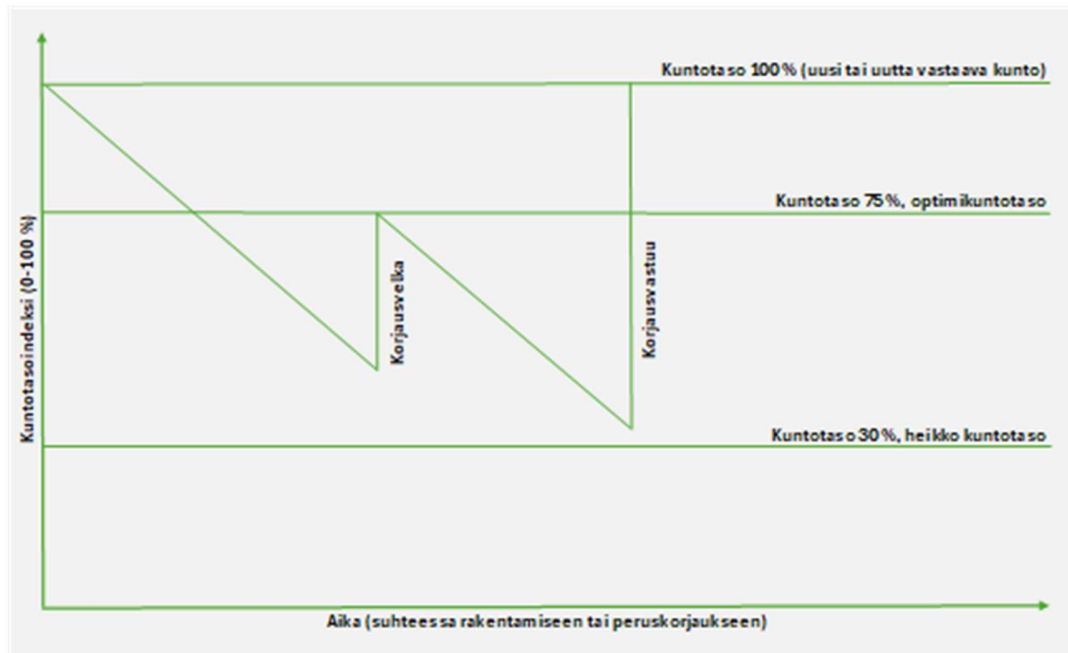 Kuntotaso 100% (uusi tai uutta vastaava kunto)
Kuntotaso 75%, optimikuntotaso
Kuntotasoindeksi (0-100 %)
Korjausvelka
Korjausvastuu
Kuntotaso 30%, heikko kuntotaso
Aika (suhteessa rakentamiseen tai peruskorjaukseen)